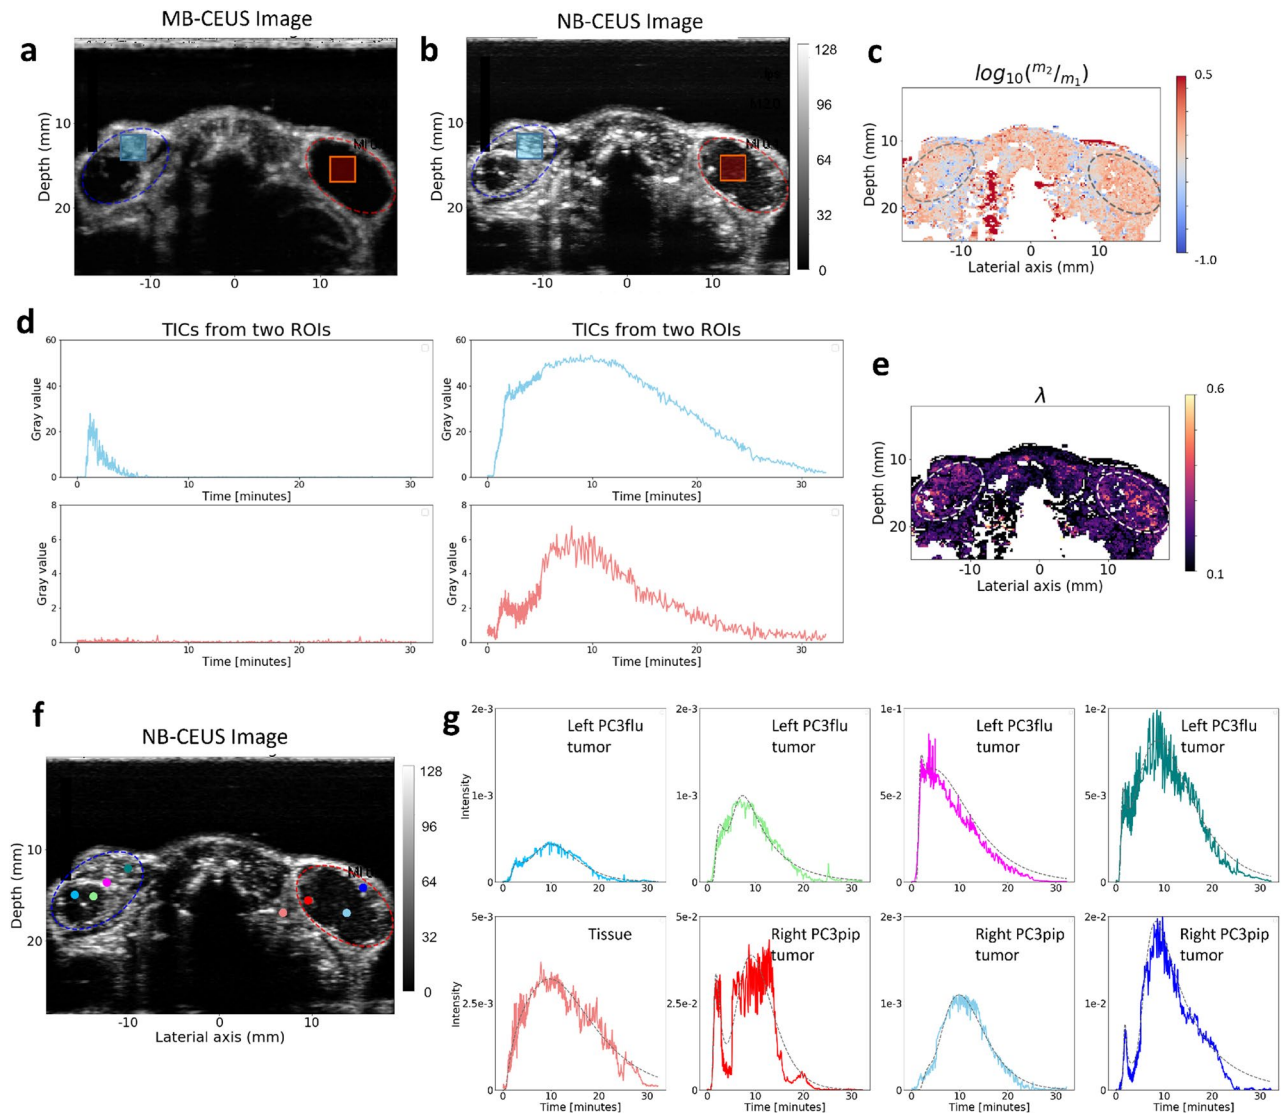 MB-CEUS Image
NB-CEUS Image
a
b
c
Depth (mm)
10
20
-10
0
10
MI 0.
Depth (mm)
10
20
-10
0
10
MI 0.
128
96
64
32
0
log10(m2/m1)
Depth (mm)
10
20
-10
0
10
Laterial axis (mm)
0.5
-1.0
d
TICs from two ROIs
TICs from two ROIs
Gray value
60
40
20
0
0
10
20
30
Time [minutes]
Gray value
0
10
20
30
Time [minutes]
Gray value
8
6
4
2
0
0
10
20
30
Time [minutes]
Gray value
0
10
20
30
Time [minutes]
e
λ
Depth (mm)
10
20
-10
0
10
Laterial axis (mm)
0.6
0.1
f
NB-CEUS Image
Depth (mm)
10
20
-10
0
10
Laterial axis (mm)
128
96
64
32
0
g
Intensity
2e-3
1e-3
0
Left PC3flu
tumor
0
10
20
30
2e-3
1e-3
0
Left PC3flu
tumor
0
10
20
30
1e-1
5e-2
0
Left PC3flu
tumor
0
10
20
30
1e-2
5e-3
0
Left PC3flu
tumor
0
10
20
30
Intensity
5e-3
2.5e-3
0
Tissue
0
10
20
30
Time [minutes]
5e-2
2.5e-2
0
Right PC3pip
tumor
0
10
20
30
Time [minutes]
2e-3
1e-3
0
Right PC3pip
tumor
0
10
20
30
Time [minutes]
2e-2
1e-2
0
Right PC3pip
tumor
0
10
20
30
Time [minutes]